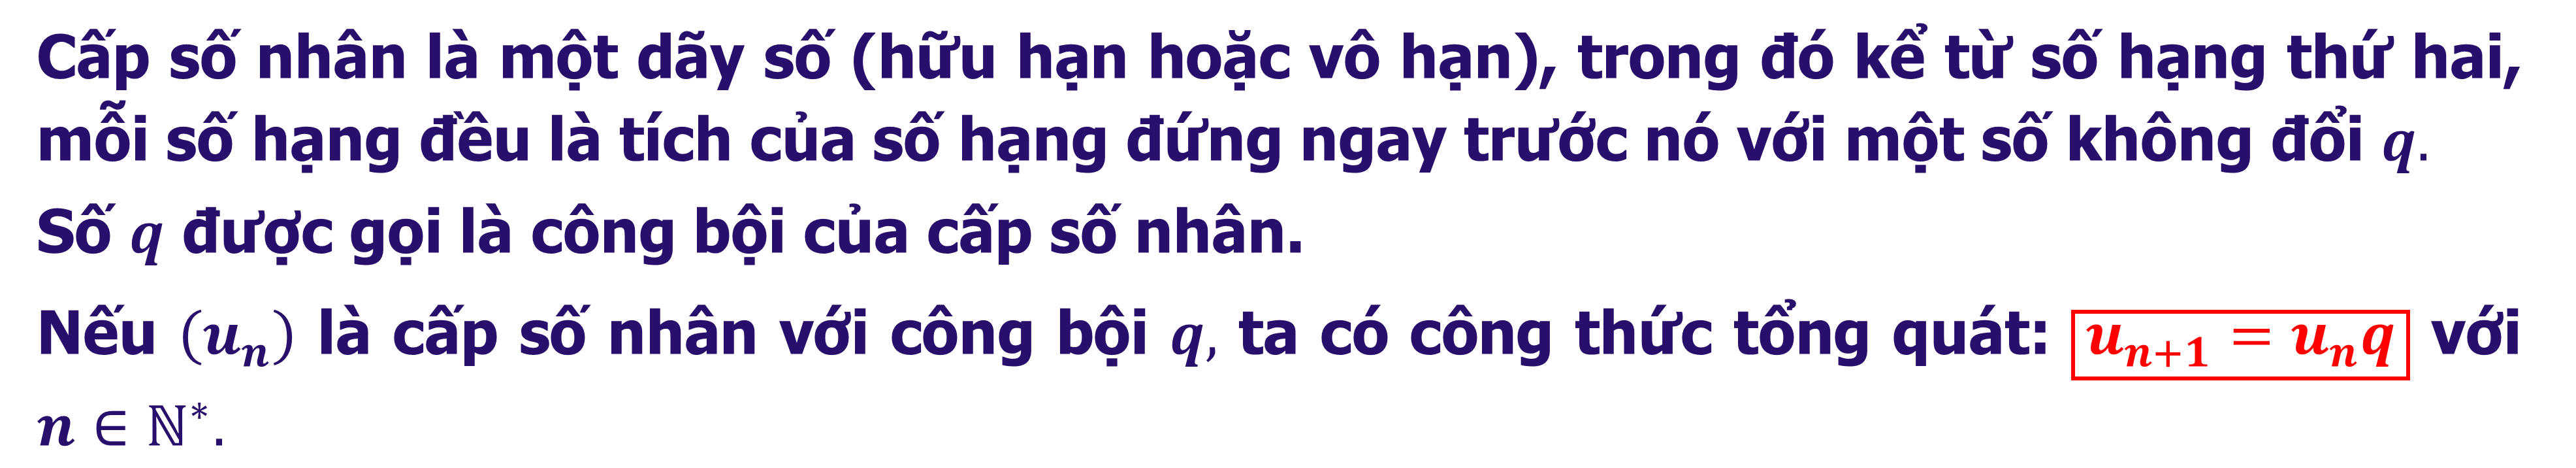 Cấp số nhân là một dãy số (hữu hạn hoặc vô hạn), trong đó kể từ số hạng thứ hai,
mỗi số hạng đều là tích của số hạng đứng ngay trước nó với một số không đổi q.
Số q được gọi là công bội của cấp số nhân.
Nếu (uₙ) là cấp số nhân với công bội q, ta có công thức tổng quát: uₙ₊₁ = uₙq với
n ∈ ℕ*.